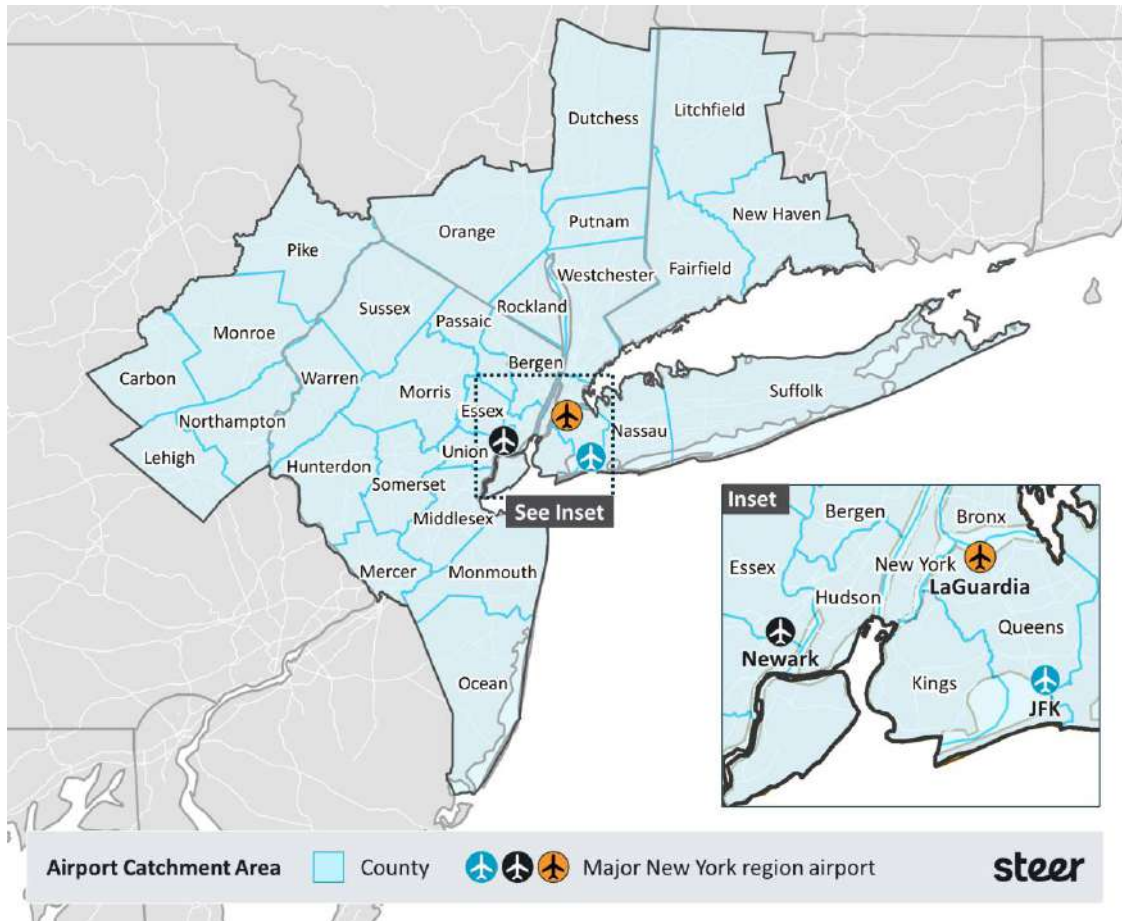 Dutchess
Litchfield
Putnam
New Haven
Orange
Pike
Westchester
Fairfield
Rockland
Sussex
Passaic
Monroe
Bergen
Carbon
Warren
Morris
Suffolk
Essex
Northampton
Nassau
Union
Lehigh
Hunterdon
Somerset
See Inset
Middlesex
Mercer
Monmouth
Ocean
Inset
Bergen
Bronx
New York
Essex
LaGuardia
Hudson
Queens
Newark
Kings
JFK
Airport Catchment Area County Major New York region airport steer